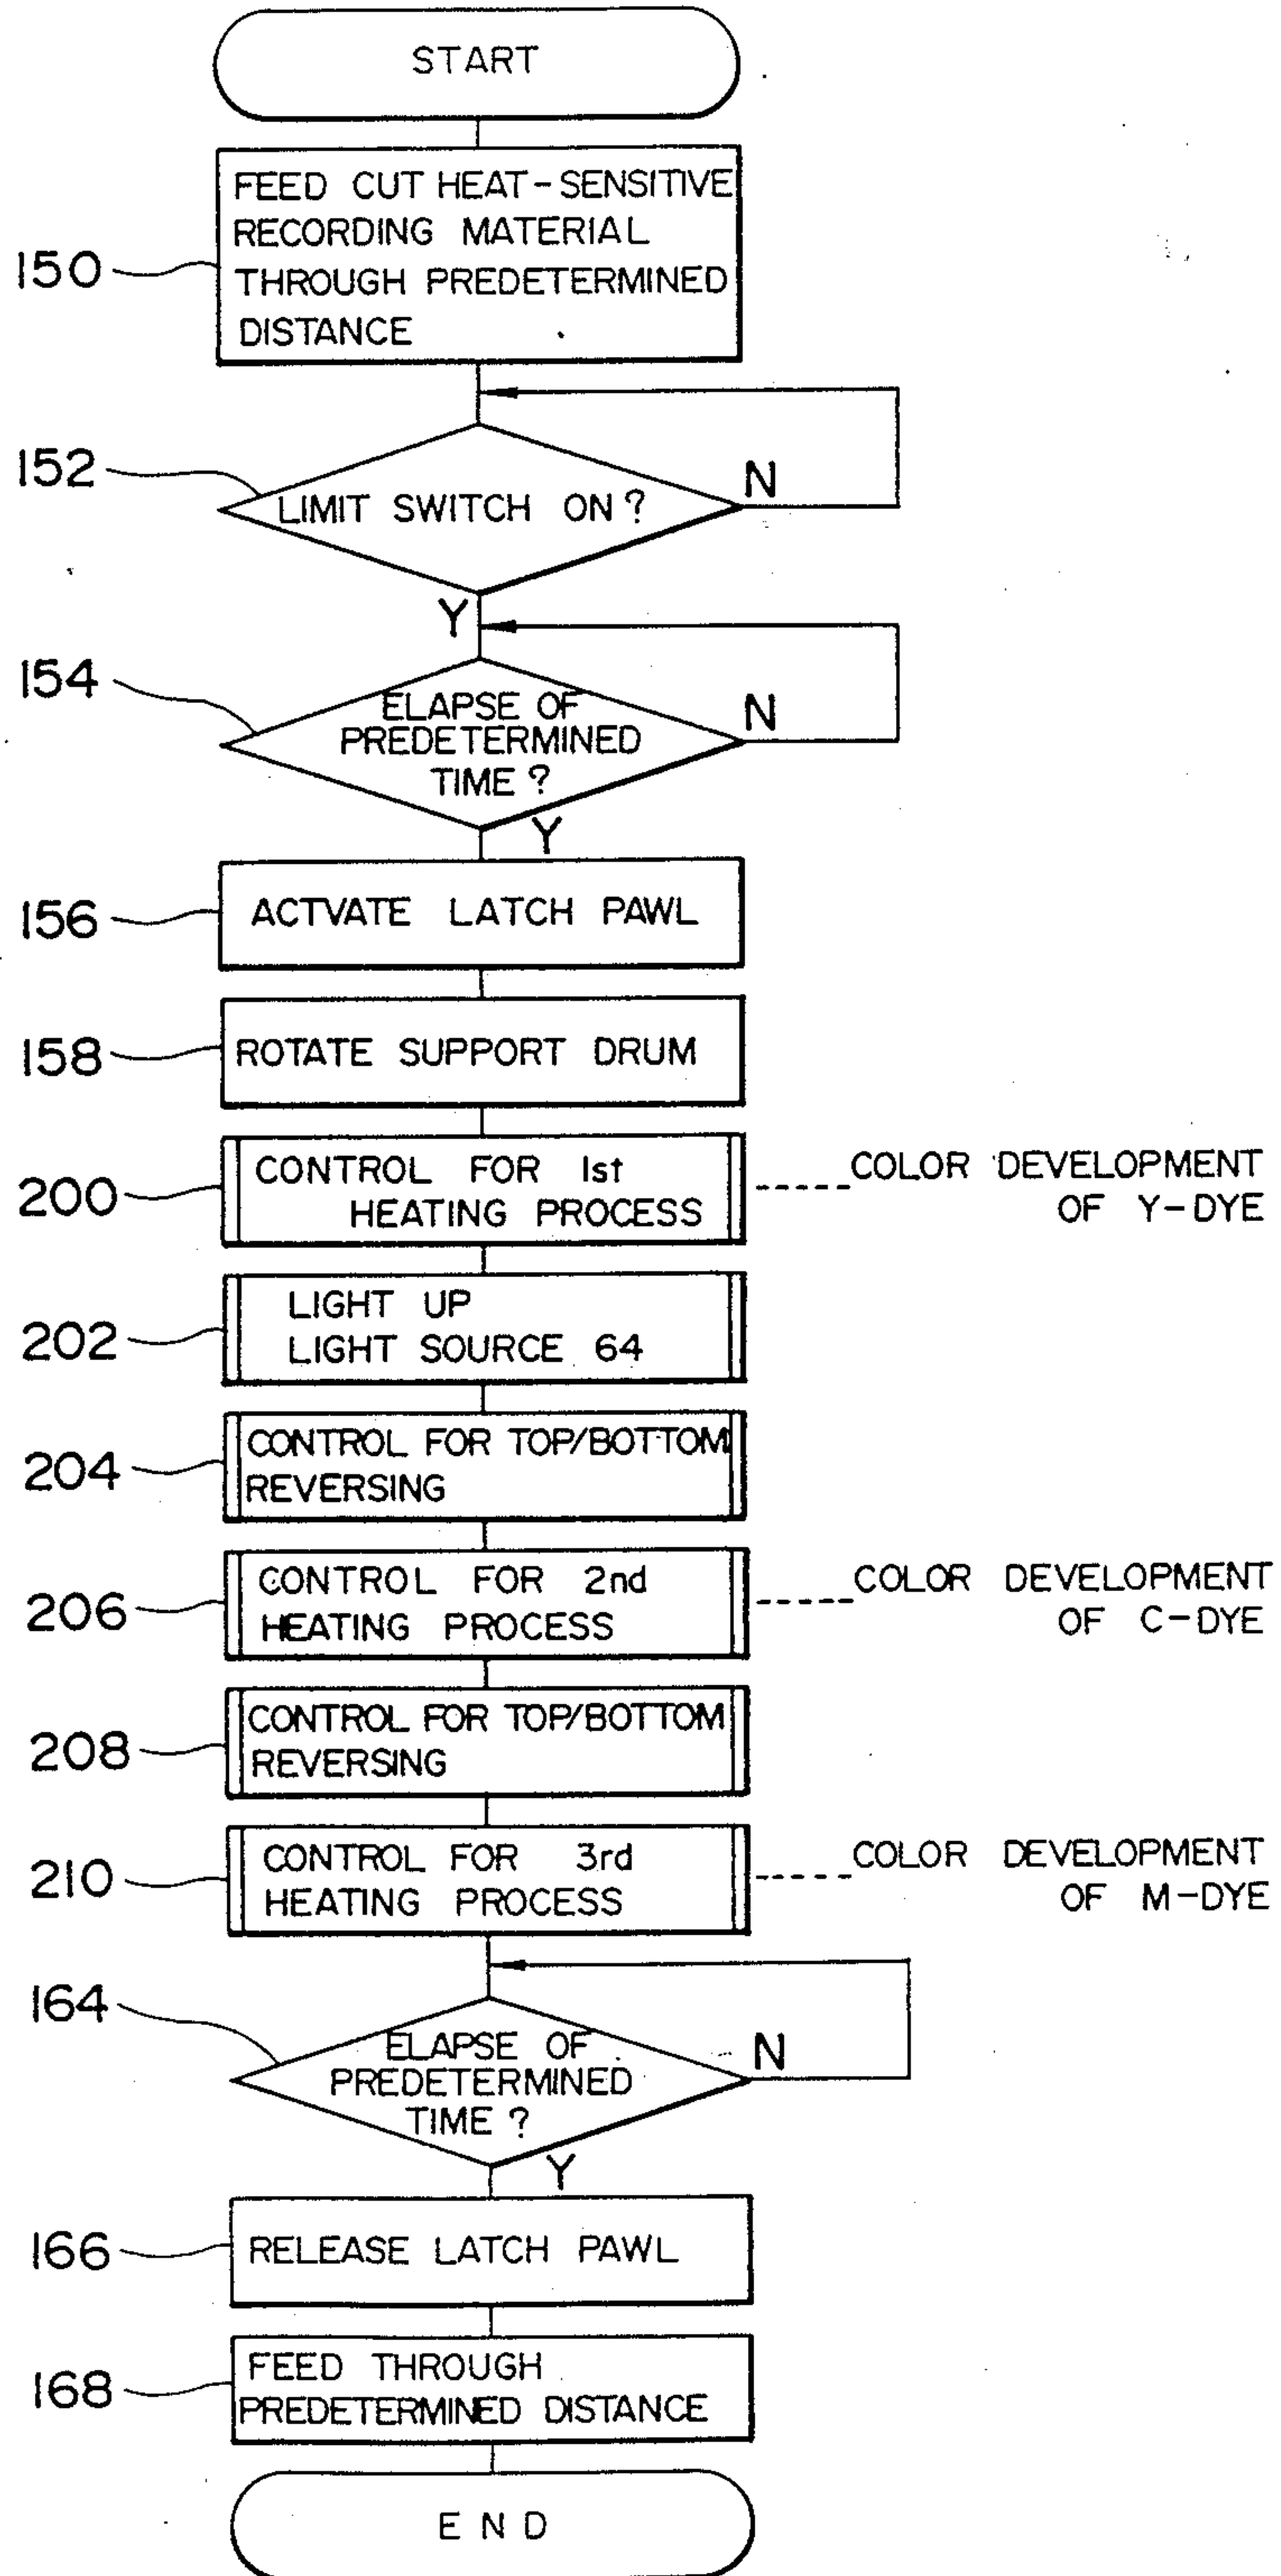 START
150
FEED CUT HEAT-SENSITIVE
RECORDING MATERIAL
THROUGH PREDETERMINED
DISTANCE
152
LIMIT SWITCH ON?
N
Y
154
ELAPSE OF
PREDETERMINED
TIME?
N
Y
156
ACTVATE LATCH PAWL
158
ROTATE SUPPORT DRUM
200
CONTROL FOR 1st
HEATING PROCESS
COLOR DEVELOPMENT
OF Y-DYE
202
LIGHT UP
LIGHT SOURCE 64
204
CONTROL FOR TOP/BOTTOM
REVERSING
206
CONTROL FOR 2nd
HEATING PROCESS
COLOR DEVELOPMENT
OF C-DYE
208
CONTROL FOR TOP/BOTTOM
REVERSING
210
CONTROL FOR 3rd
HEATING PROCESS
COLOR DEVELOPMENT
OF M-DYE
164
ELAPSE OF
PREDETERMINED
TIME?
N
Y
166
RELEASE LATCH PAWL
168
FEED THROUGH
PREDETERMINED DISTANCE
END